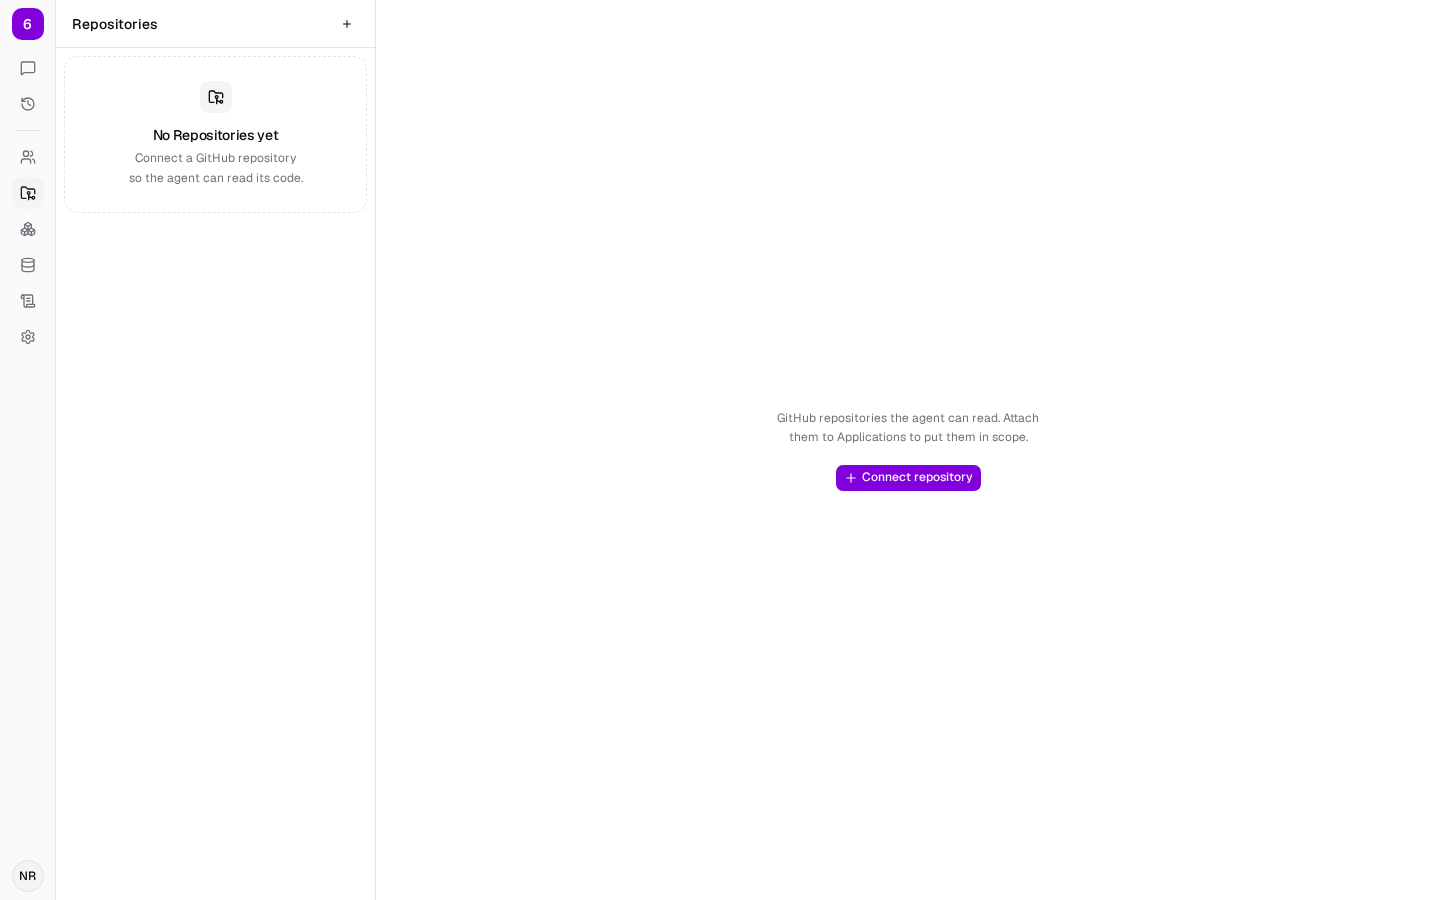 6
Repositories
No Repositories yet
Connect a GitHub repository
so the agent can read its code.
GitHub repositories the agent can read. Attach
them to Applications to put them in scope.
Connect repository
NR